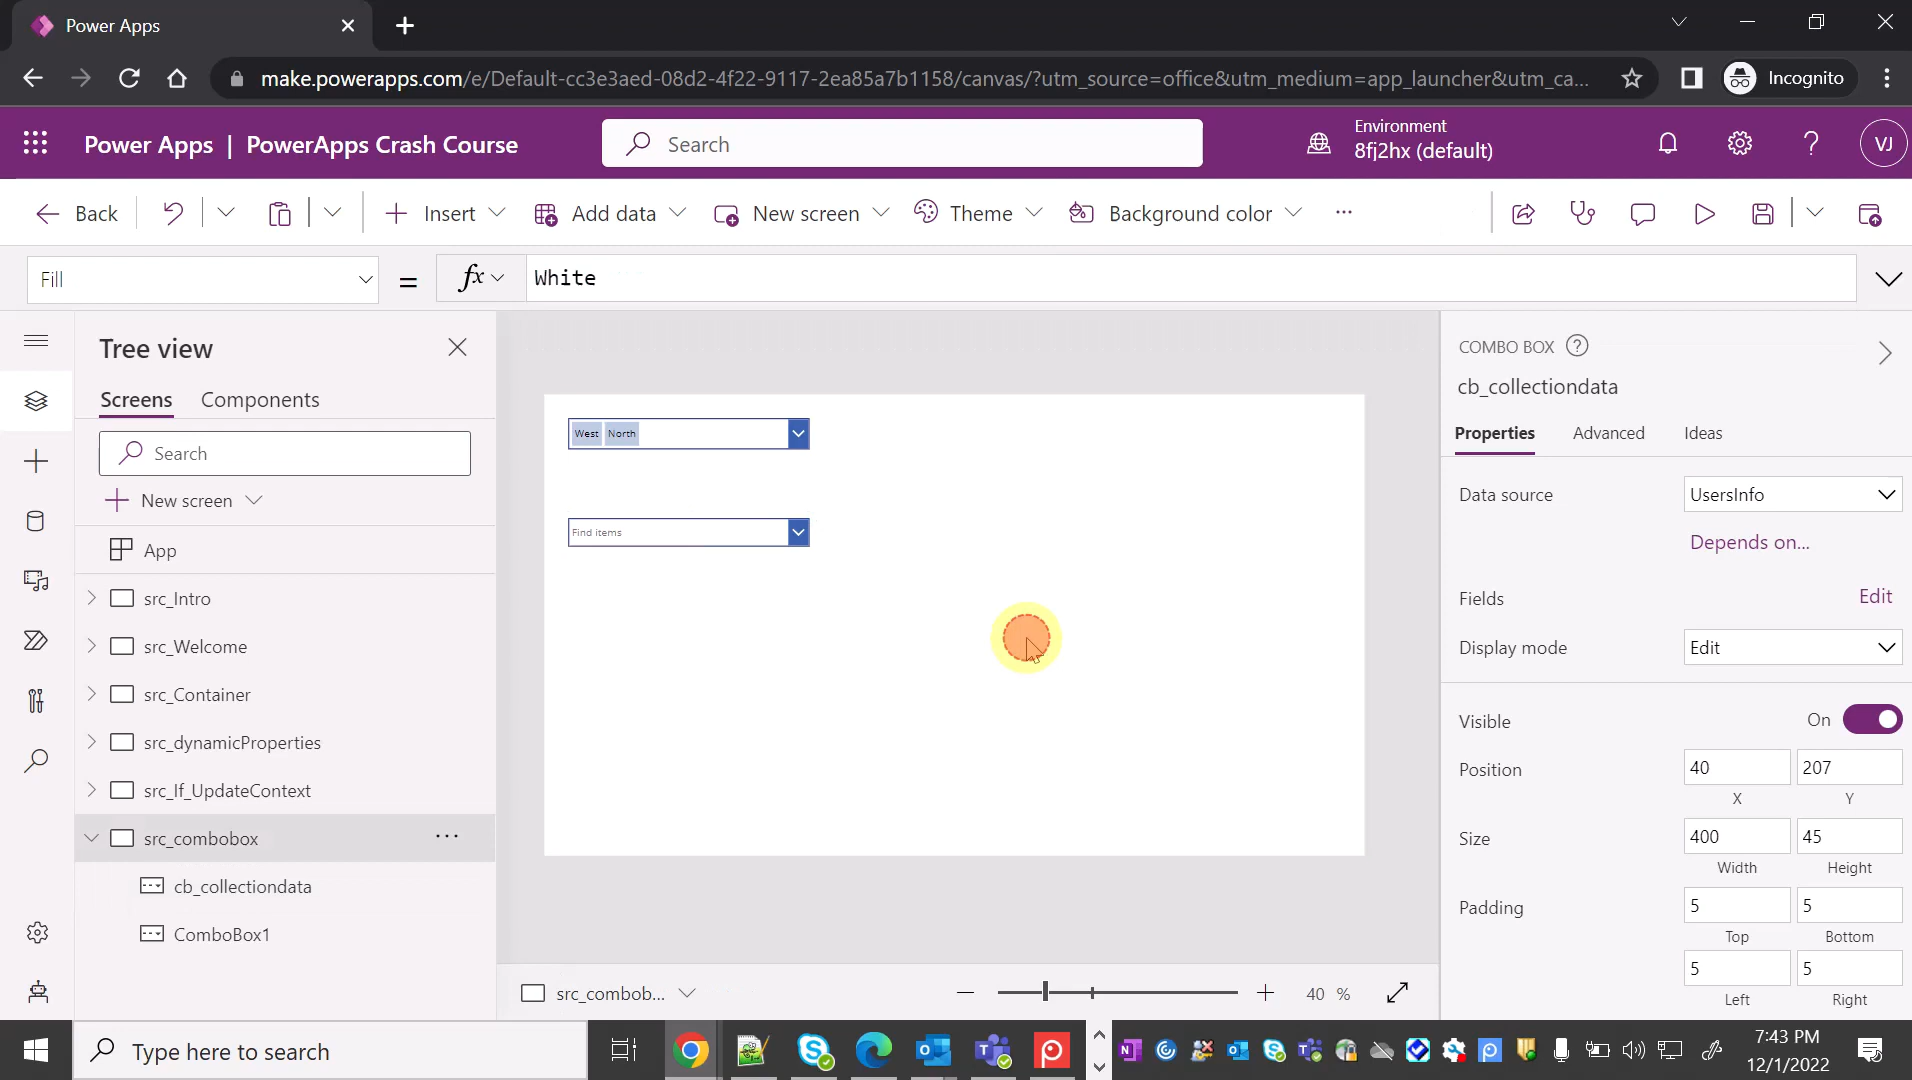 Power Apps
make.powerapps.com/e/Default-cc3e3aed-08d2-4f22-9117-2ea85a7b1158/canvas/?utm_source=office&utm_medium=app_launcher&utm_ca...
Incognito
Power Apps | PowerApps Crash Course
Search
Environment
8fj2hx (default)
VJ
Back
Insert
Add data
New screen
Theme
Background color
...
Fill
=
fx
White
Tree view
Screens
Components
Search
New screen
App
src_Intro
src_Welcome
src_Container
src_dynamicProperties
src_If_UpdateContext
src_combobox
...
cb_collectiondata
ComboBox1
West North
Find items
src_combob...
40 %
COMBO BOX
cb_collectiondata
Properties
Advanced
Ideas
Data source
UsersInfo
Depends on...
Fields
Edit
Display mode
Edit
Visible
On
Position
40
207
X
Y
Size
400
45
Width
Height
Padding
5
5
Top
Bottom
5
5
Left
Right
Type here to search
7:43 PM
12/1/2022